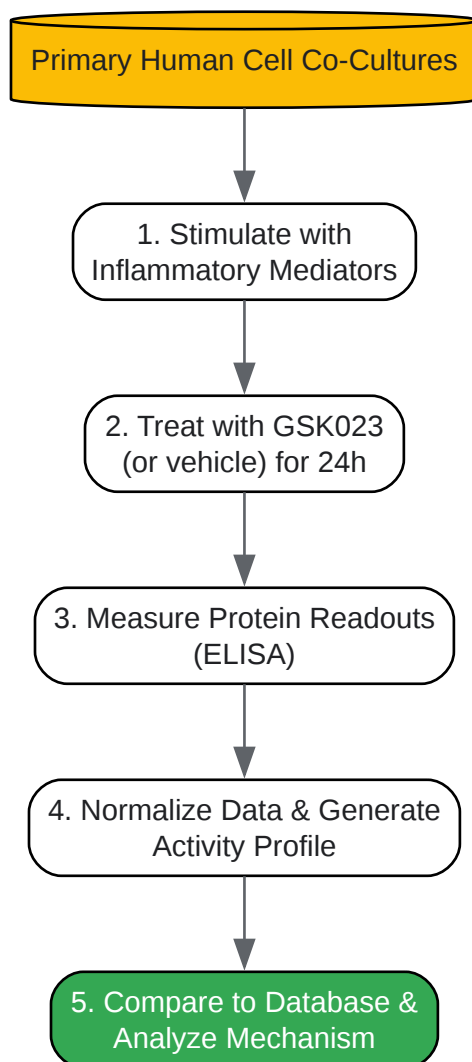 Primary Human Cell Co-Cultures
1. Stimulate with
Inflammatory Mediators
2. Treat with GSK023
(or vehicle) for 24h
3. Measure Protein Readouts
(ELISA)
4. Normalize Data & Generate
Activity Profile
5. Compare to Database &
Analyze Mechanism